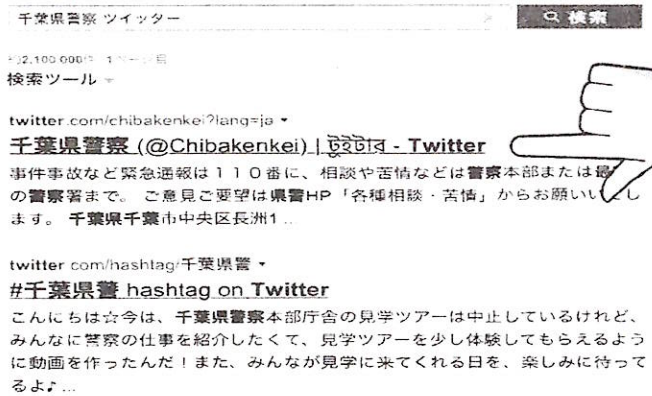 千葉県警察 ツイッター
検索
検索ツール
twitter.com/chibakenkei?lang=ja
千葉県警察 (@Chibakenkei) | টুইটার - Twitter
事件事故など緊急通報は110番に、相談や苦情などは警察本部または最
の警察署まで。 ご意見ご要望は県警HP「各種相談・苦情」からお願いい し
ます。 千葉県千葉市中央区長洲1 ..
twitter com/hashtag/千葉県警
#千葉県警 hashtag on Twitter
こんにちは☆今は、千葉県警察本部庁舎の見学ツアーは中止しているけれど、
みんなに警察の仕事を紹介したくて、見学ツアーを少し体験してもらえるよう
に動画を作ったんだ！また、みんなが見学に来てくれる日を、楽しみに待って
るよ♪ ...